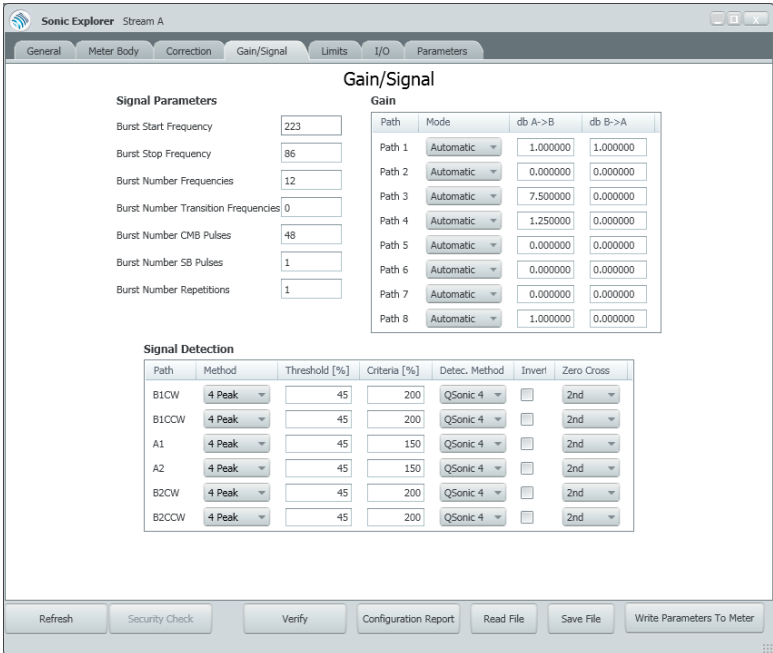 Sonic Explorer Stream A
General Meter Body Correction Gain/Signal Limits I/O Parameters
Gain/Signal
Signal Parameters
Burst Start Frequency 223
Burst Stop Frequency 86
Burst Number Frequencies 12
Burst Number Transition Frequencies 0
Burst Number CMB Pulses 48
Burst Number SB Pulses 1
Burst Number Repetitions 1
Gain
Path Mode db A->B db B->A
Path 1 Automatic 1.000000 1.000000
Path 2 Automatic 0.000000 0.000000
Path 3 Automatic 7.500000 0.000000
Path 4 Automatic 1.250000 0.000000
Path 5 Automatic 0.000000 0.000000
Path 6 Automatic 0.000000 0.000000
Path 7 Automatic 0.000000 0.000000
Path 8 Automatic 1.000000 0.000000
Signal Detection
Path Method Threshold [%] Criteria [%] Detec. Method Invert Zero Cross
B1CW 4 Peak 45 200 QSonic 4 2nd
B1CCW 4 Peak 45 200 QSonic 4 2nd
A1 4 Peak 45 150 QSonic 4 2nd
A2 4 Peak 45 150 QSonic 4 2nd
B2CW 4 Peak 45 200 QSonic 4 2nd
B2CCW 4 Peak 45 200 QSonic 4 2nd
Refresh Security Check Verify Configuration Report Read File Save File Write Parameters To Meter